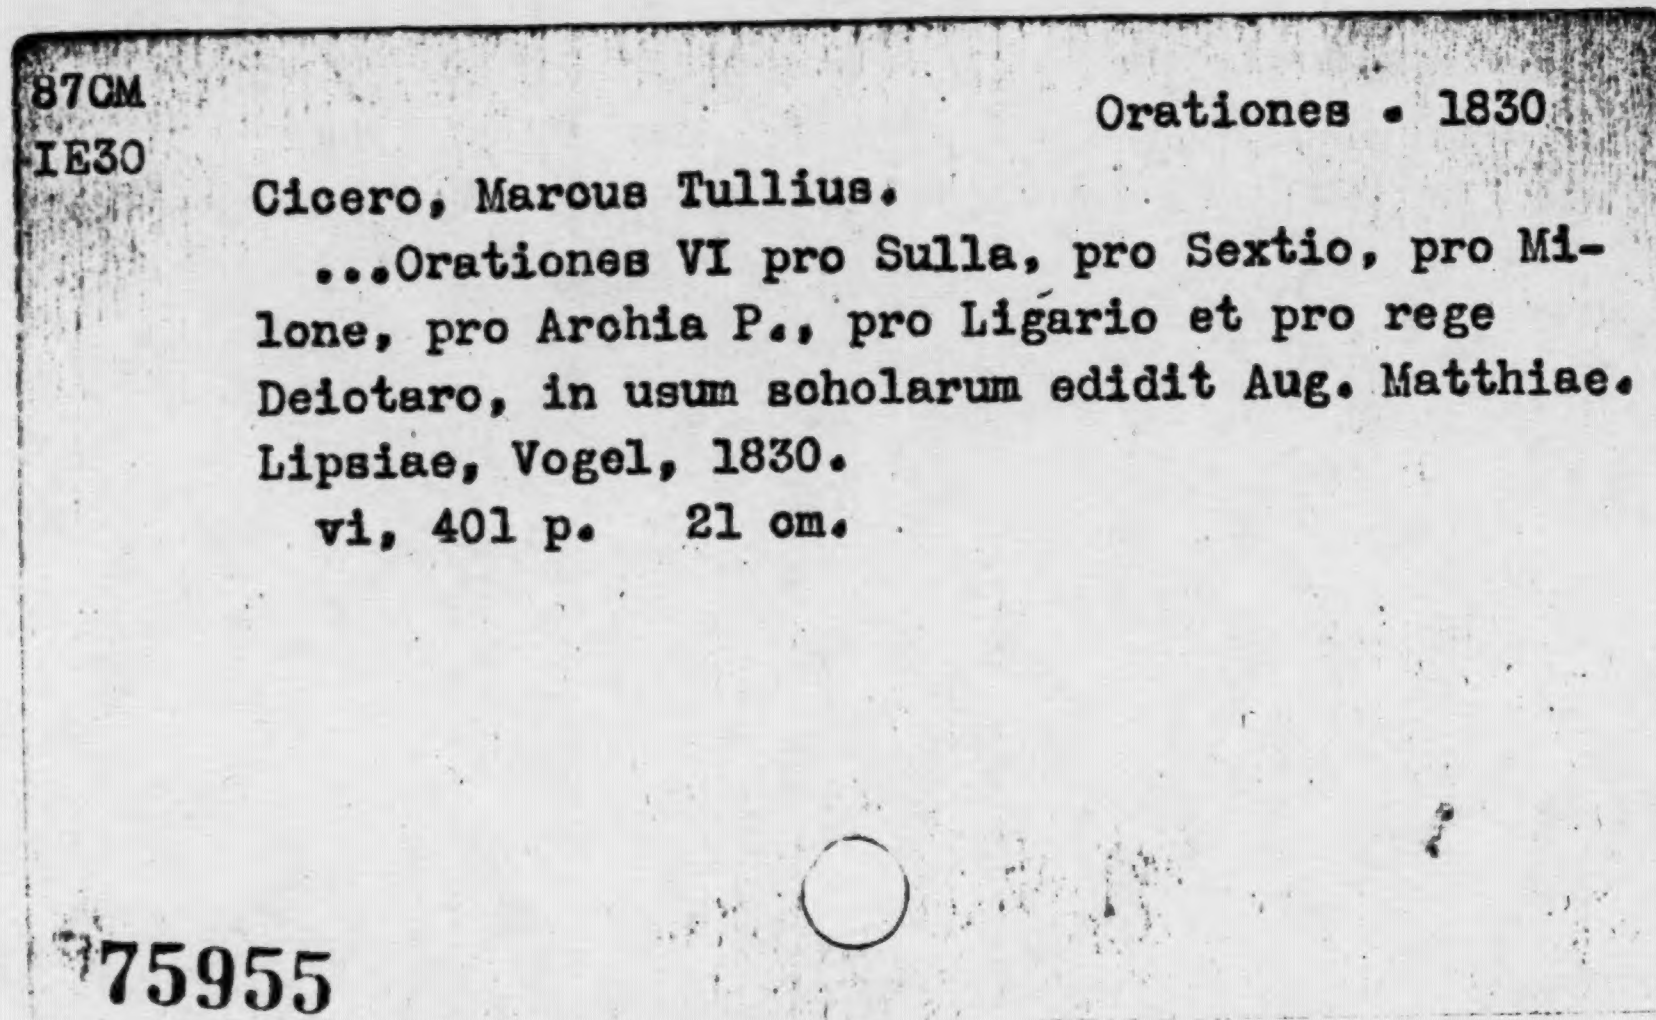 87CM
IE30
Orationes . 1830
Cicero, Marcus Tullius.
...Orationes VI pro Sulla, pro Sextio, pro Mi-
lone, pro Archia P., pro Ligario et pro rege
Deiotaro, in usum scholarum edidit Aug. Matthiae.
Lipsiae, Vogel, 1830.
vi, 401 p. 21 cm.
75955